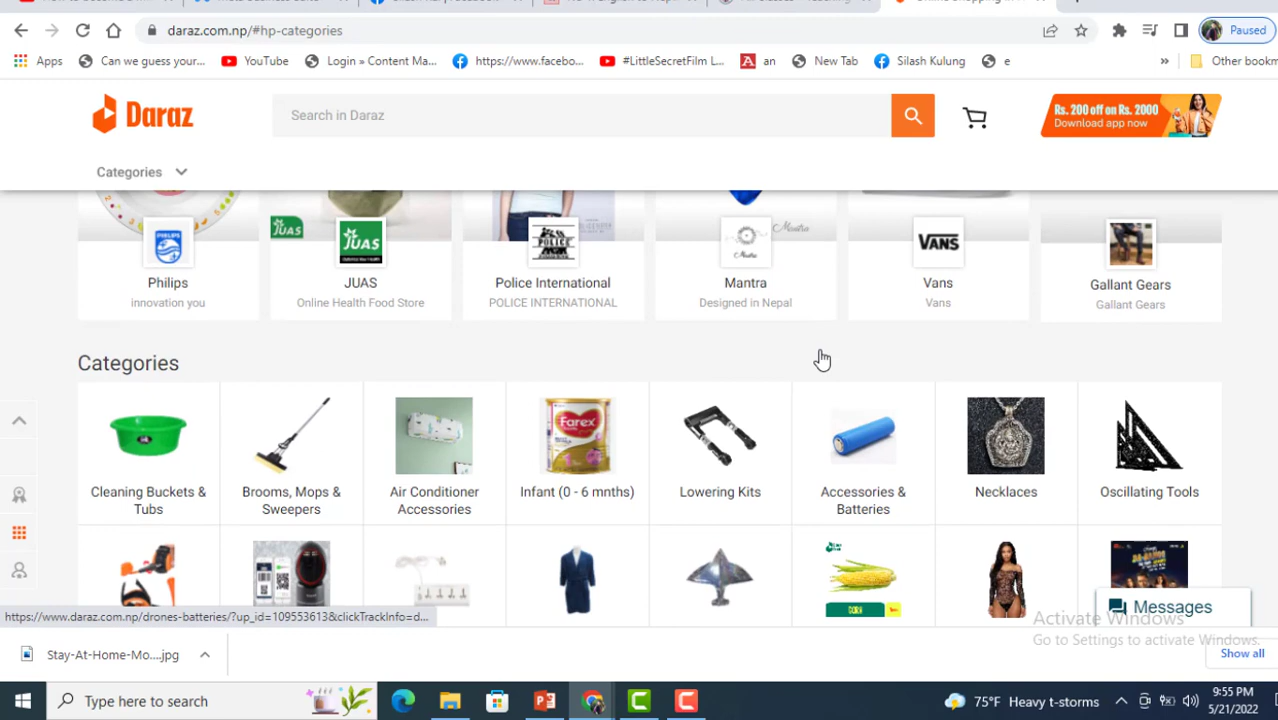 daraz.com.np/#hp-categories
Paused
Apps
Can we guess your...
YouTube
Login » Content Ma...
https://www.facebo...
#LittleSecretFilm L...
an
New Tab
Silash Kulung
e
»
Other bookm
Daraz
Search in Daraz
Rs. 200 off on Rs. 2000
Download app now
Categories
JUAS
PHILIPS
JUAS
POLICE
Mantra
VANS
Philips
JUAS
Police International
Mantra
Vans
Gallant Gears
innovation you
Online Health Food Store
POLICE INTERNATIONAL
Designed in Nepal
Vans
Gallant Gears
Categories
Farex
Cleaning Buckets &
Tubs
Brooms, Mops &
Sweepers
Air Conditioner
Accessories
Infant (0 - 6 mnths)
Lowering Kits
Accessories &
Batteries
Necklaces
Oscillating Tools
Messages
https://www.daraz.com.np/drones-batteries/?up_id=109553613&clickTrackInfo=d...
Activate Windows
Go to Settings to activate Windows.
Stay-At-Home-Mo....jpg
Show all
Type here to search
75°F Heavy t-storms
9:55 PM
5/21/2022